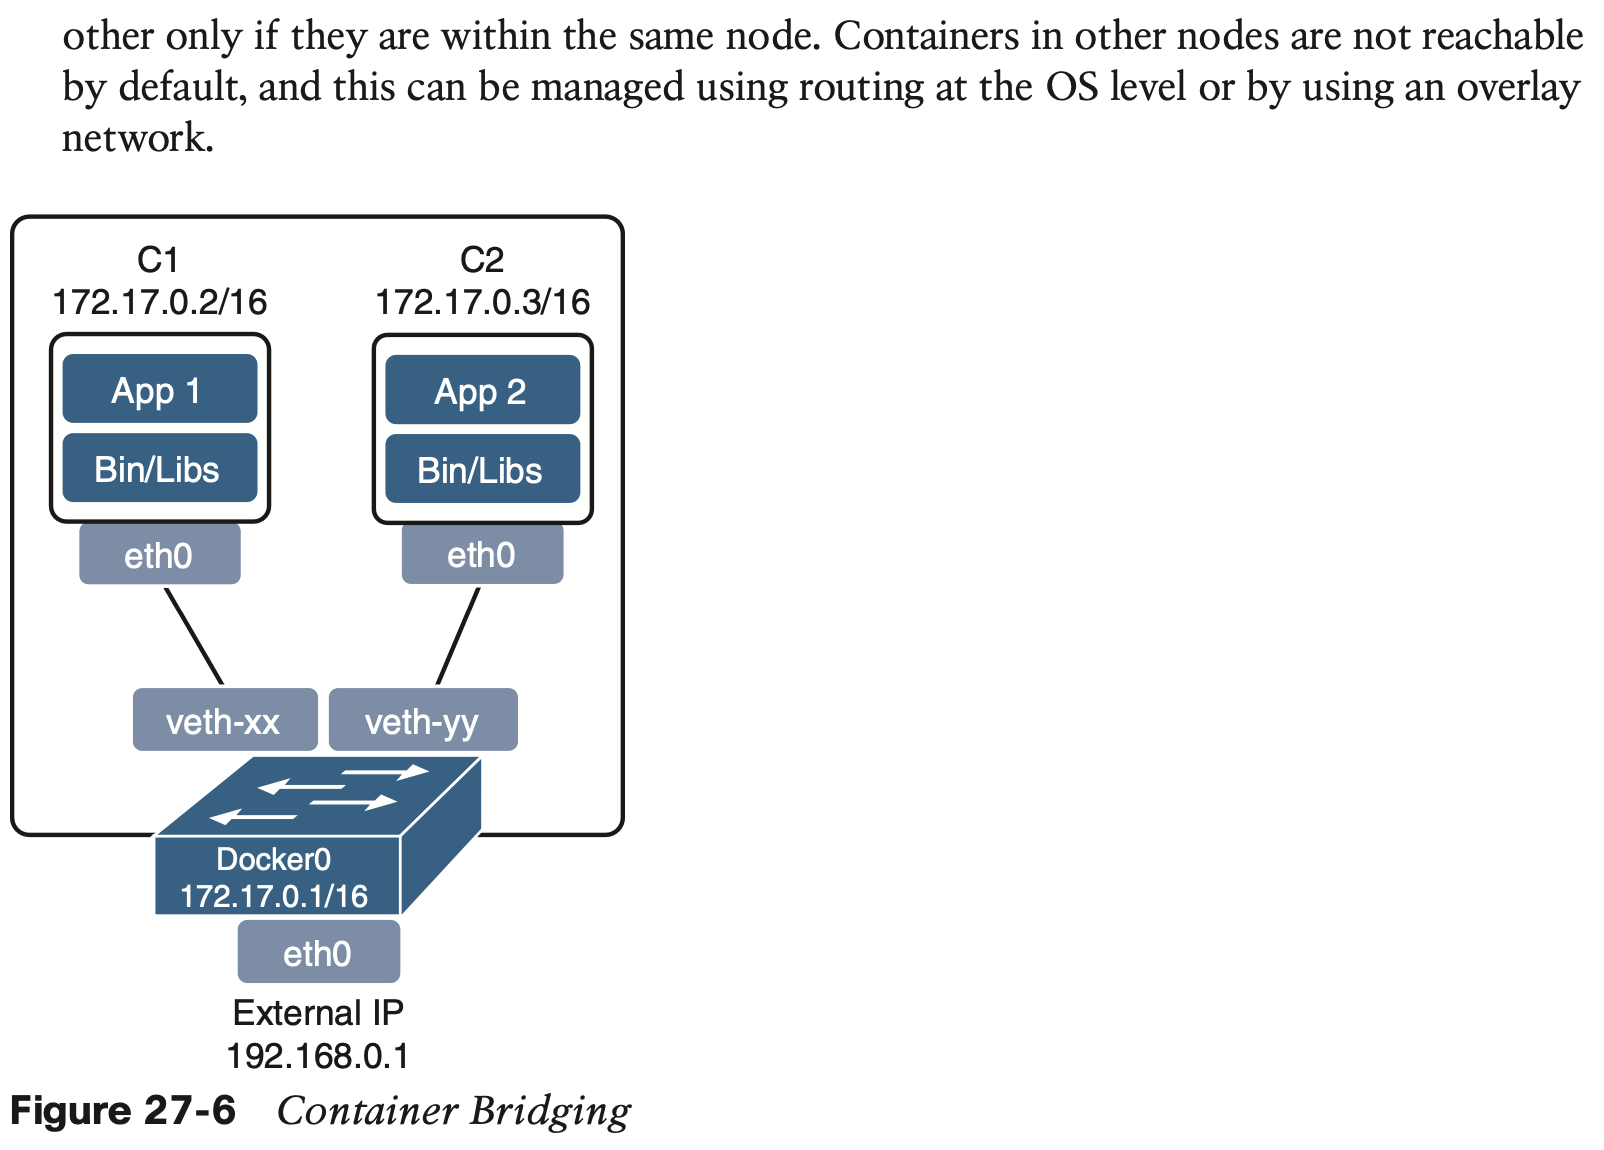 other only if they are within the same node. Containers in other nodes are not reachable
by default, and this can be managed using routing at the OS level or by using an overlay
network.
C1
172.17.0.2/16
App 1
Bin/Libs
eth0
C2
172.17.0.3/16
App 2
Bin/Libs
eth0
veth-xx
veth-yy
Docker0
172.17.0.1/16
eth0
External IP
192.168.0.1
Figure 27-6 Container Bridging